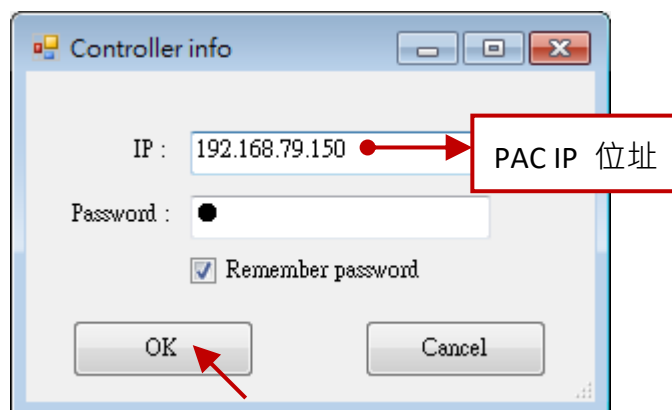 Controller info
IP : 192.168.79.150
PAC IP 位址
Password : ●
Remember password
OK Cancel